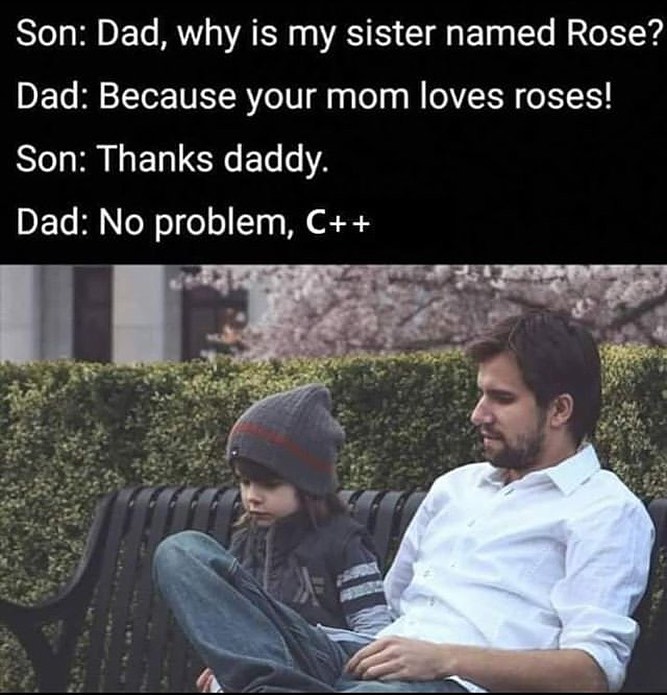 Son: Dad, why is my sister named Rose?
Dad: Because your mom loves roses!
Son: Thanks daddy.
Dad: No problem, C++